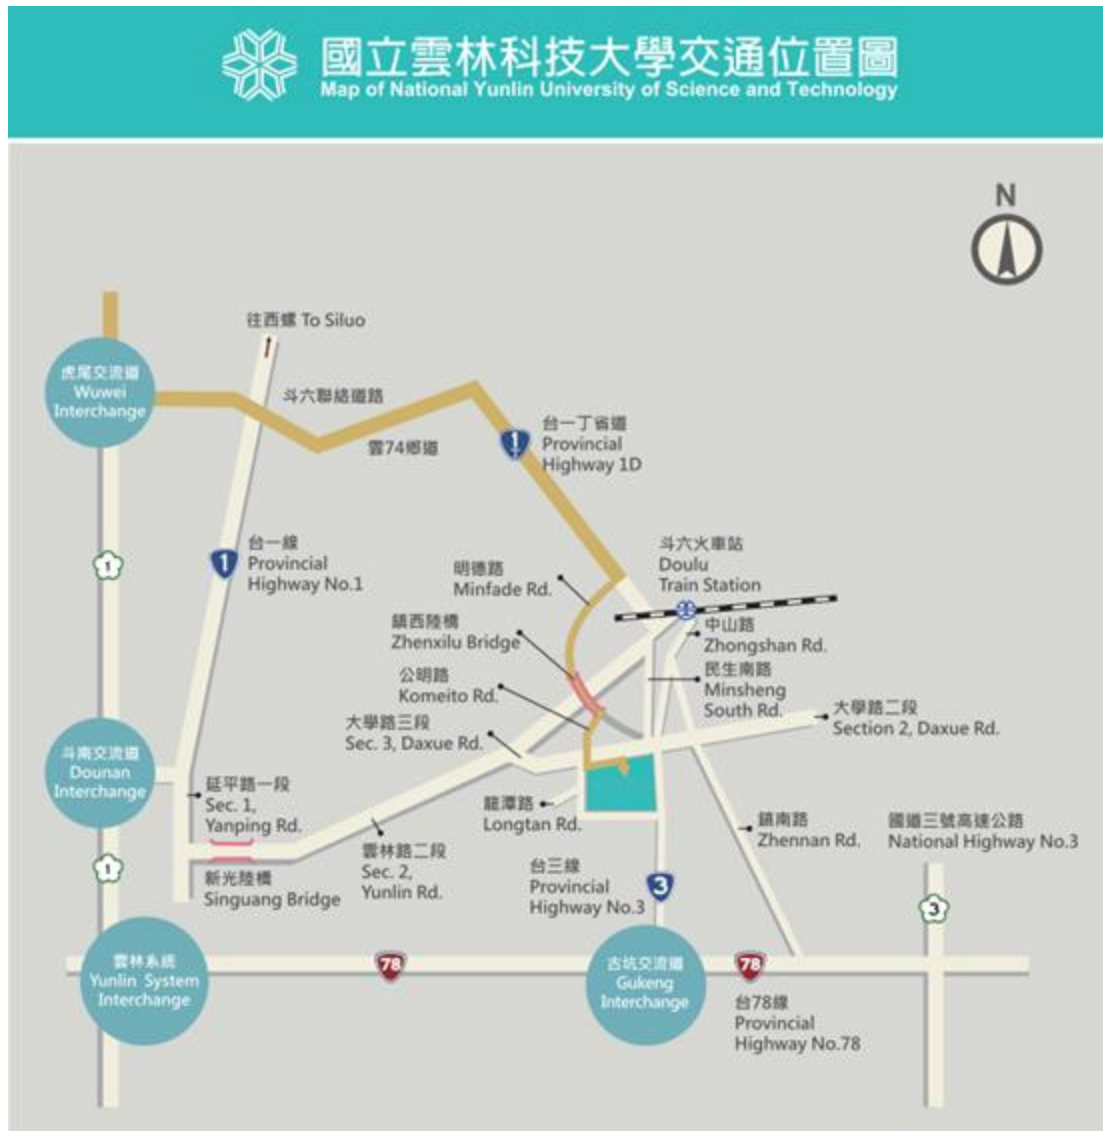 國立雲林科技大學交通位置圖
Map of National Yunlin University of Science and Technology
N
往西螺 To Siluo
虎尾交流道
Wuwei
Interchange
斗六聯絡道路
雲74鄉道
1
台一丁省道
Provincial
Highway 1D
1
1
台一線
Provincial
Highway No.1
斗六火車站
Doulu
Train Station
明德路
Minfade Rd.
鎮西陸橋
Zhenxilu Bridge
中山路
Zhongshan Rd.
公明路
Komeito Rd.
民生南路
Minsheng
South Rd.
大學路三段
Sec. 3, Daxue Rd.
大學路二段
Section 2, Daxue Rd.
斗南交流道
Dounan
Interchange
延平路一段
Sec. 1,
Yanping Rd.
龍潭路
Longtan Rd.
鎮南路
Zhennan Rd.
國道三號高速公路
National Highway No.3
1
新光陸橋
Singuang Bridge
雲林路二段
Sec. 2,
Yunlin Rd.
台三線
Provincial
Highway No.3
3
3
雲林系統
Yunlin System
Interchange
78
古坑交流道
Gukeng
Interchange
78
台78線
Provincial
Highway No.78